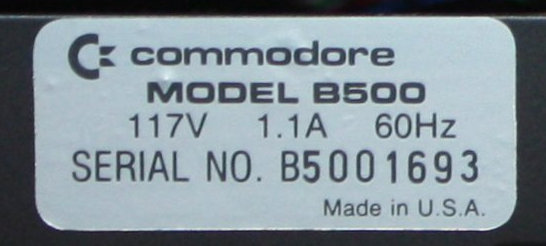 commodore
MODEL B500
117V 1.1A 60Hz
SERIAL NO. B5001693
Made in U.S.A.